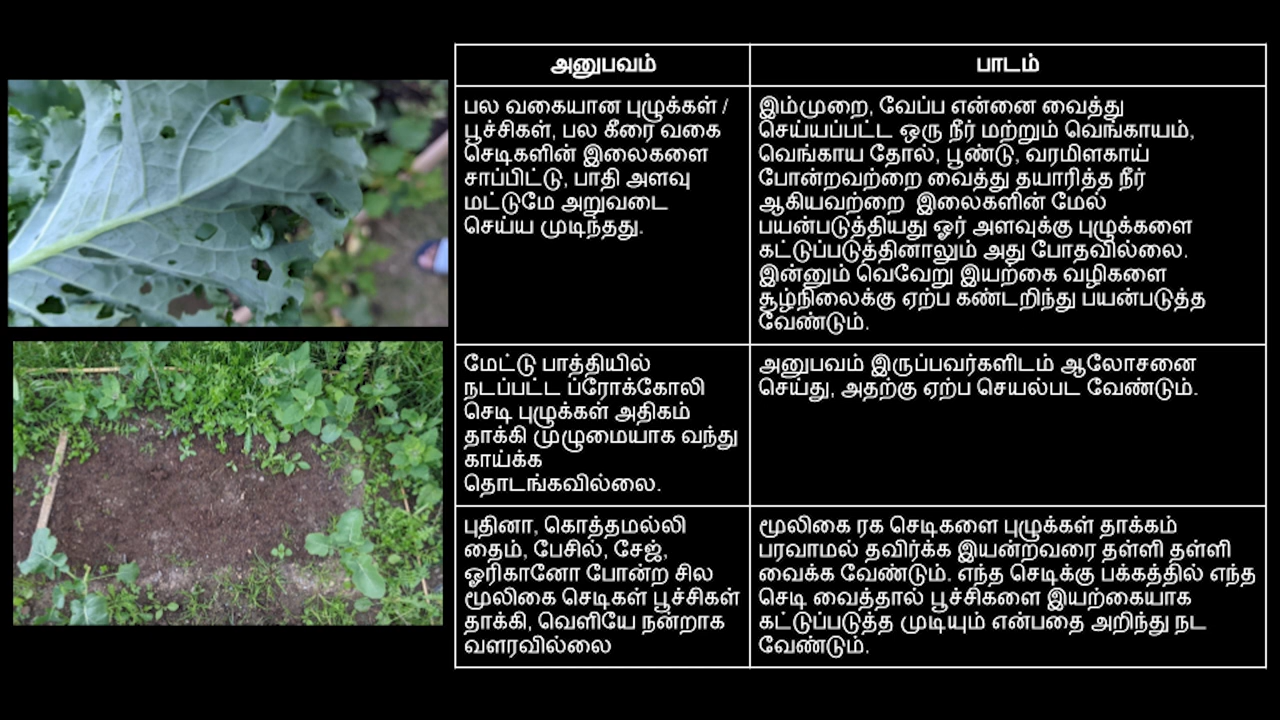 அனுபவம்
பாடம்
பல வகையான புழுக்கள் /
பூச்சிகள், பல கீரை வகை
செடிகளின் இலைகளை
சாப்பிட்டு, பாதி அளவு
மட்டுமே அறுவடை
செய்ய முடிந்தது.
இம்முறை, வேப்ப என்னை வைத்து
செய்யப்பட்ட ஒரு நீர் மற்றும் வெங்காயம்,
வெங்காய தோல், பூண்டு, வரமிளகாய்
போன்றவற்றை வைத்து தயாரித்த நீர்
ஆகியவற்றை இலைகளின் மேல்
பயன்படுத்தியது ஓர் அளவுக்கு புழுக்களை
கட்டுப்படுத்தினாலும் அது போதவில்லை.
இன்னும் வெவேறு இயற்கை வழிகளை
சூழ்நிலைக்கு ஏற்ப கண்டறிந்து பயன்படுத்த
வேண்டும்.
மேட்டு பாத்தியில்
நடப்பட்ட ப்ரோக்கோலி
செடி புழுக்கள் அதிகம்
தாக்கி முழுமையாக வந்து
காய்க்க
தொடங்கவில்லை.
அனுபவம் இருப்பவர்களிடம் ஆலோசனை
செய்து, அதற்கு ஏற்ப செயல்பட வேண்டும்.
புதினா, கொத்தமல்லி
தைம், பேசில், சேஜ்,
ஓரிகானோ போன்ற சில
மூலிகை செடிகள் பூச்சிகள்
தாக்கி, வெளியே நன்றாக
வளரவில்லை
மூலிகை ரக செடிகளை புழுக்கள் தாக்கம்
பரவாமல் தவிர்க்க இயன்றவரை தள்ளி தள்ளி
வைக்க வேண்டும். எந்த செடிக்கு பக்கத்தில் எந்த
செடி வைத்தால் பூச்சிகளை இயற்கையாக
கட்டுப்படுத்த முடியும் என்பதை அறிந்து நட
வேண்டும்.